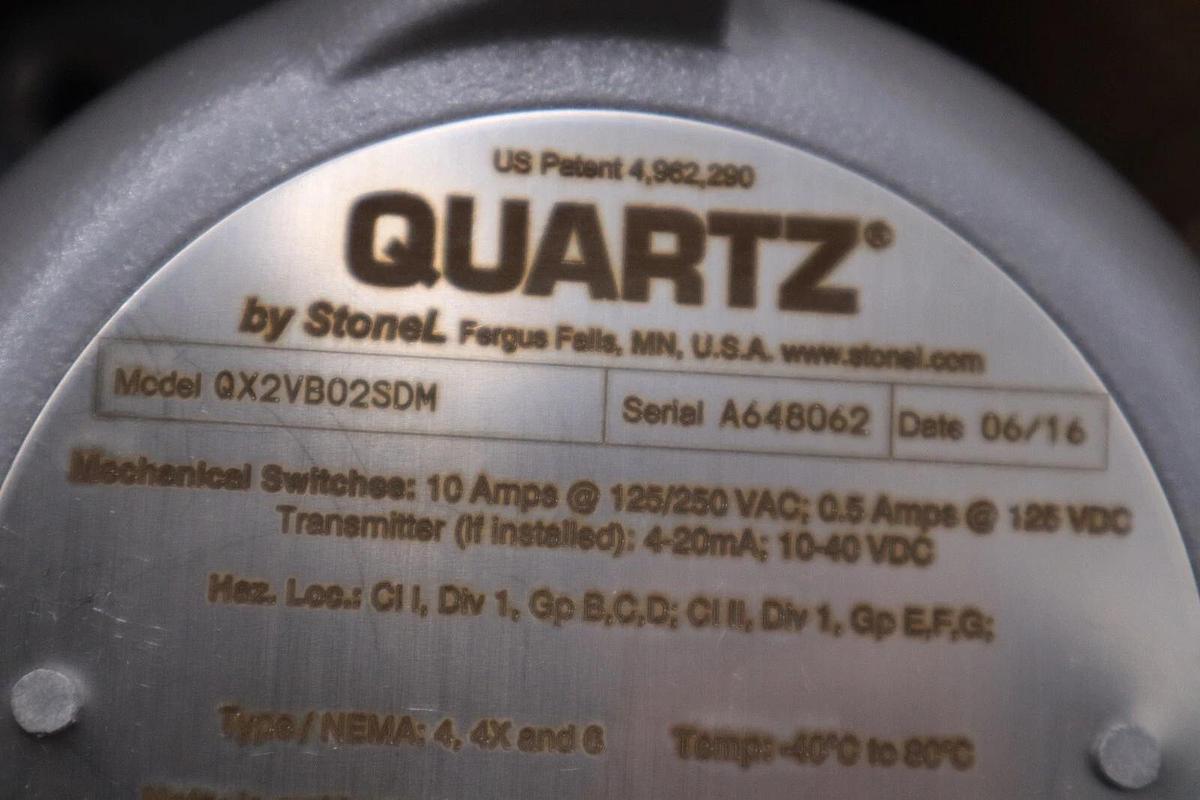 US Patent 4,962,290
QUARTZ®
by StoneL Fergus Falls, MN, U.S.A. www.stonel.com
Model QX2VB02SDM Serial A648062 Date 06/16
Mechanical Switches: 10 Amps @ 125/250 VAC; 0.5 Amps @ 125 VDC
Transmitter (if installed): 4-20mA; 10-40 VDC
Haz. Loc.: Cl I, Div 1, Gp B,C,D; Cl II, Div 1, Gp E,F,G;
Type / NEMA: 4, 4X and 6 Temp: -40°C to 80°C